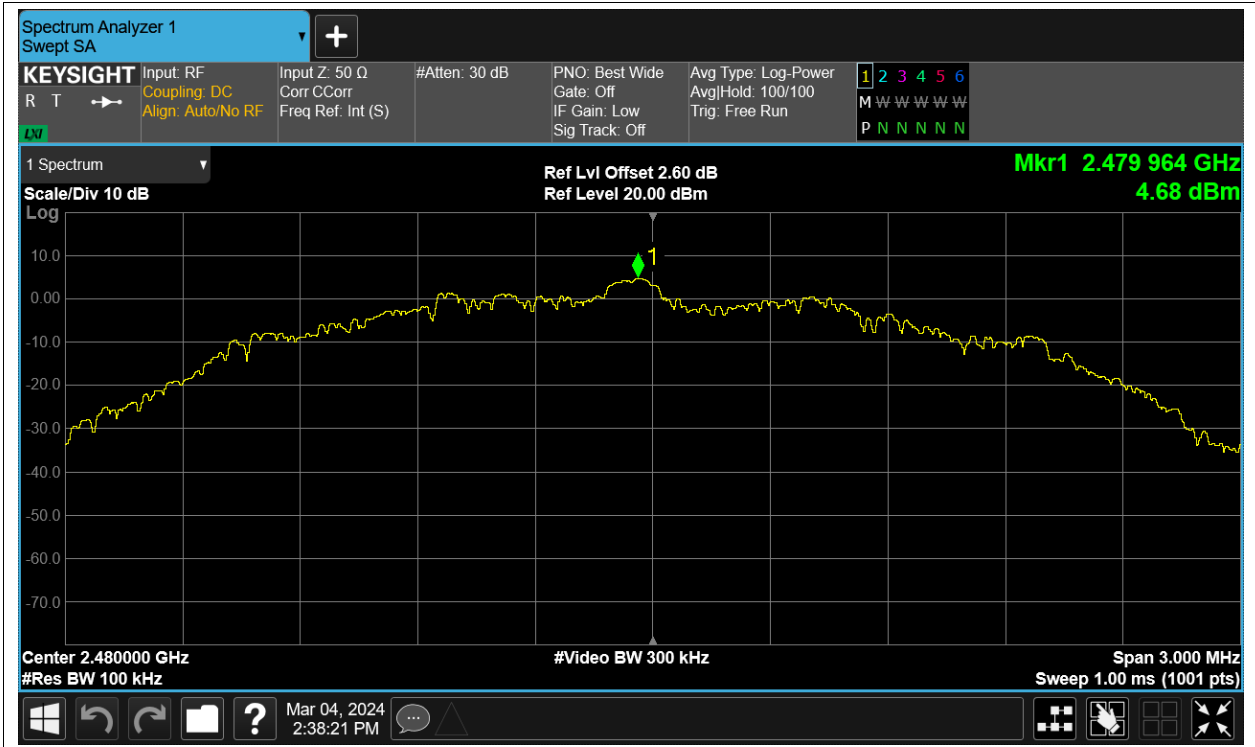 Spectrum Analyzer 1
Swept SA
KEYSIGHT
R T
LXI
Input: RF
Coupling: DC
Align: Auto/No RF
Input Z: 50 Ω
Corr CCorr
Freq Ref: Int (S)
#Atten: 30 dB
PNO: Best Wide
Gate: Off
IF Gain: Low
Sig Track: Off
Avg Type: Log-Power
Avg|Hold: 100/100
Trig: Free Run
1 2 3 4 5 6
M W W W W W
P N N N N N
1 Spectrum
Scale/Div 10 dB
Log
Ref Lvl Offset 2.60 dB
Ref Level 20.00 dBm
Mkr1 2.479 964 GHz
4.68 dBm
1
10.0
0.00
-10.0
-20.0
-30.0
-40.0
-50.0
-60.0
-70.0
Center 2.480000 GHz
#Video BW 300 kHz
Span 3.000 MHz
#Res BW 100 kHz
Sweep 1.00 ms (1001 pts)
?
Mar 04, 2024
2:38:21 PM